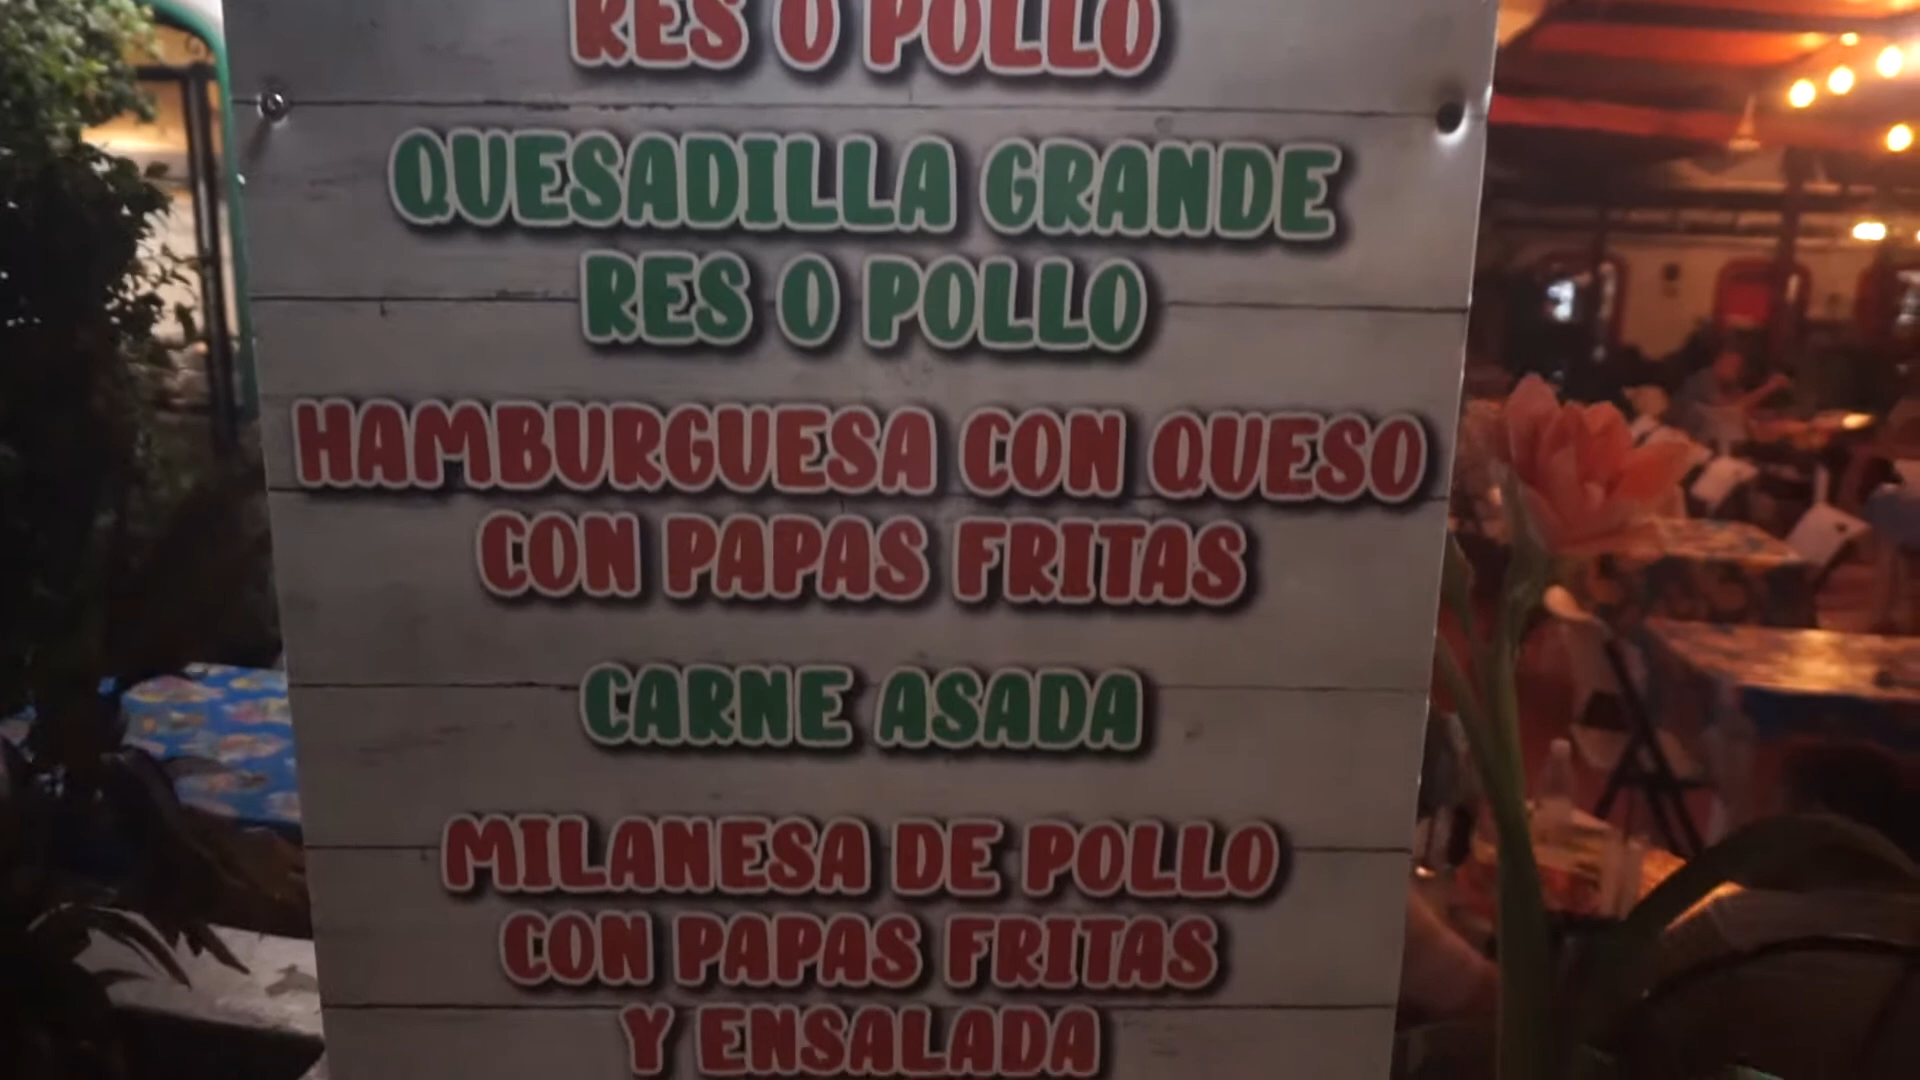 RES O POLLO
QUESADILLA GRANDE
RES O POLLO
HAMBURGUESA CON QUESO
CON PAPAS FRITAS
CARNE ASADA
MILANESA DE POLLO
CON PAPAS FRITAS
Y ENSALADA